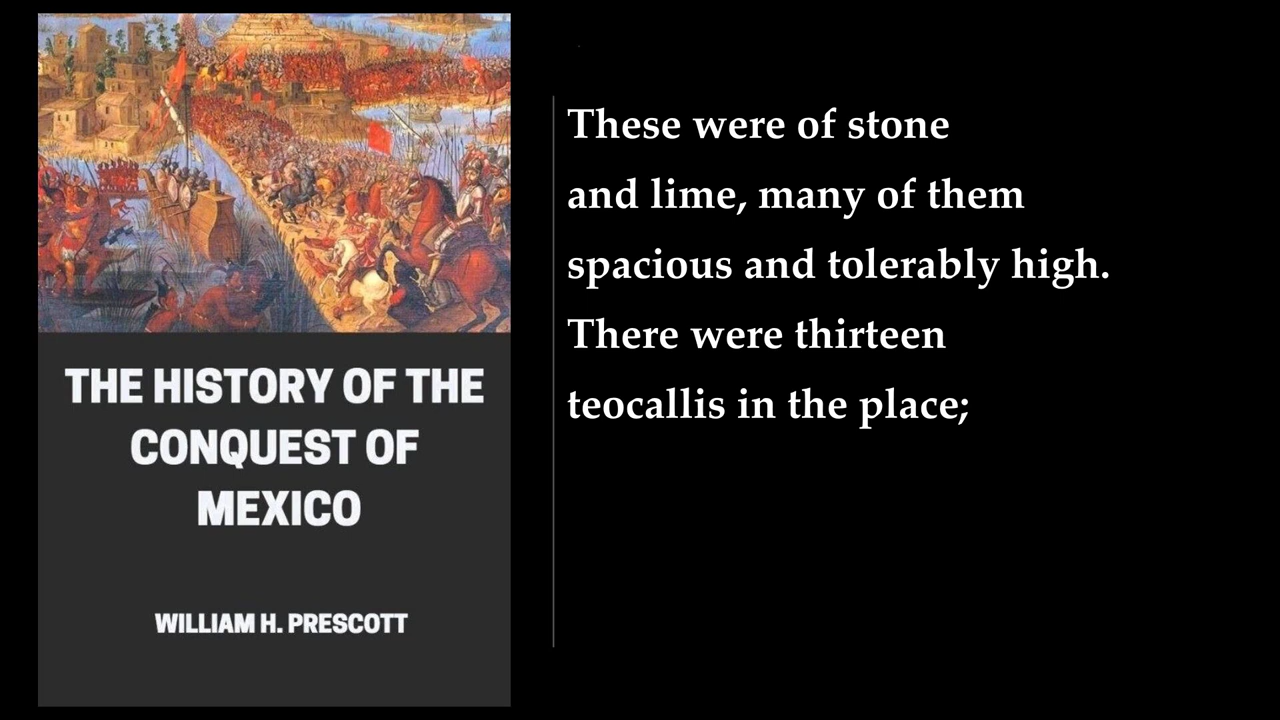 THE HISTORY OF THE
CONQUEST OF
MEXICO
WILLIAM H. PRESCOTT
These were of stone
and lime, many of them
spacious and tolerably high.
There were thirteen
teocallis in the place;